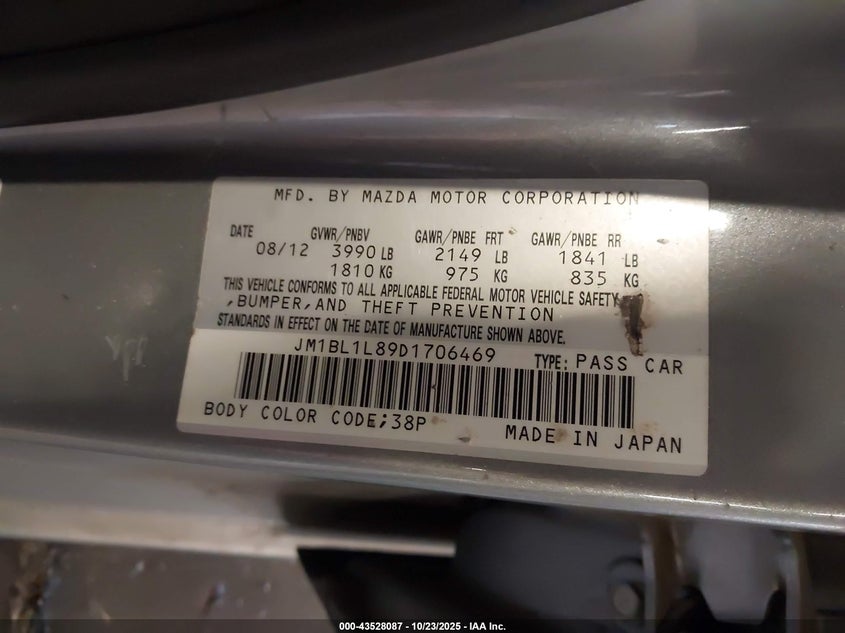 MFD. BY MAZDA MOTOR CORPORATION
DATE GVWR/PNBV GAWR/PNBE FRT GAWR/PNBE RR
08/12 3990 LB 2149 LB 1841 LB
1810 KG 975 KG 835 KG
THIS VEHICLE CONFORMS TO ALL APPLICABLE FEDERAL MOTOR VEHICLE SAFETY
,BUMPER,AND THEFT PREVENTION
STANDARDS IN EFFECT ON THE DATE OF MANUFACTURE SHOWN ABOVE.
JM1BL1L89D1706469 TYPE: PASS CAR
BODY COLOR CODE;38P
MADE IN JAPAN
000-43528087 - 10/23/2025 - IAA Inc.